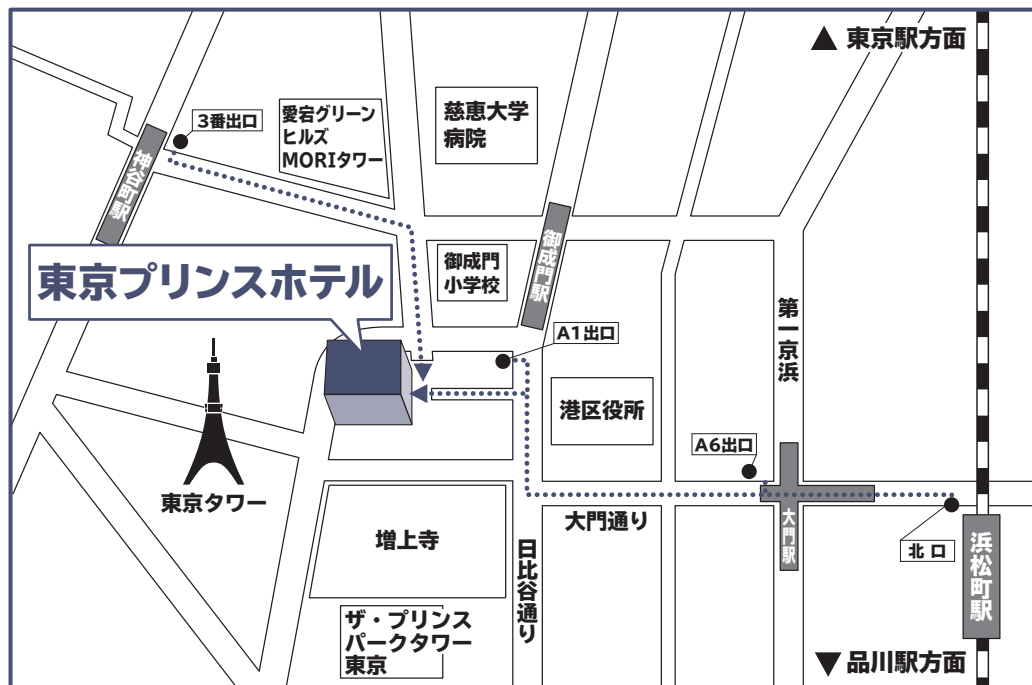 ▲ 東京駅方面
3番出口
愛宕グリーン
ヒルズ
MORIタワー
慈恵大学
病院
神谷町駅
御成門駅
東京プリンスホテル
御成門
小学校
第一京浜
A1出口
港区役所
A6出口
東京タワー
大門通り
大門駅
増上寺
日比谷通り
北 口
浜松町駅
ザ・プリンス
パークタワー
東京
▼ 品川駅方面